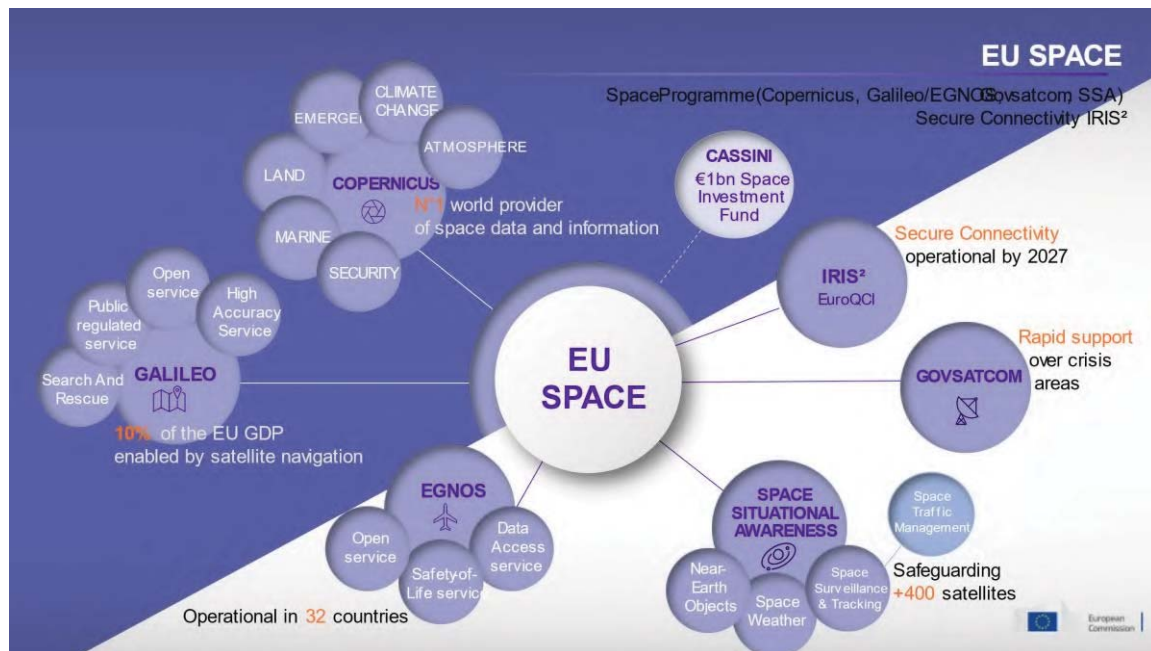 EU SPACE
SpaceProgramme(Copernicus, Galileo/EGNOS, Govsatcom, SSA)
Secure Connectivity IRIS²
CLIMATE
CHANGE
EMERGEN
ATMOSPHERE
LAND
COPERNICUS
MARINE
SECURITY
N°1 world provider
of space data and information
CASSINI
€1bn Space
Investment
Fund
Secure Connectivity
operational by 2027
IRIS²
EuroQCI
Open
service
High
Accuracy
Service
Public
regulated
service
Search And
Rescue
GALILEO
10% of the EU GDP
enabled by satellite navigation
EU
SPACE
Rapid support
over crisis
areas
GOVSATCOM
EGNOS
Open
service
Safetyof-
Life service
Data
Access
service
Operational in 32 countries
SPACE
SITUATIONAL
AWARENESS
Near-
Earth
Objects
Space
Weather
Space
Surveillance
& Tracking
Space
Traffic
Management
Safeguarding
+400 satellites
European
Commission